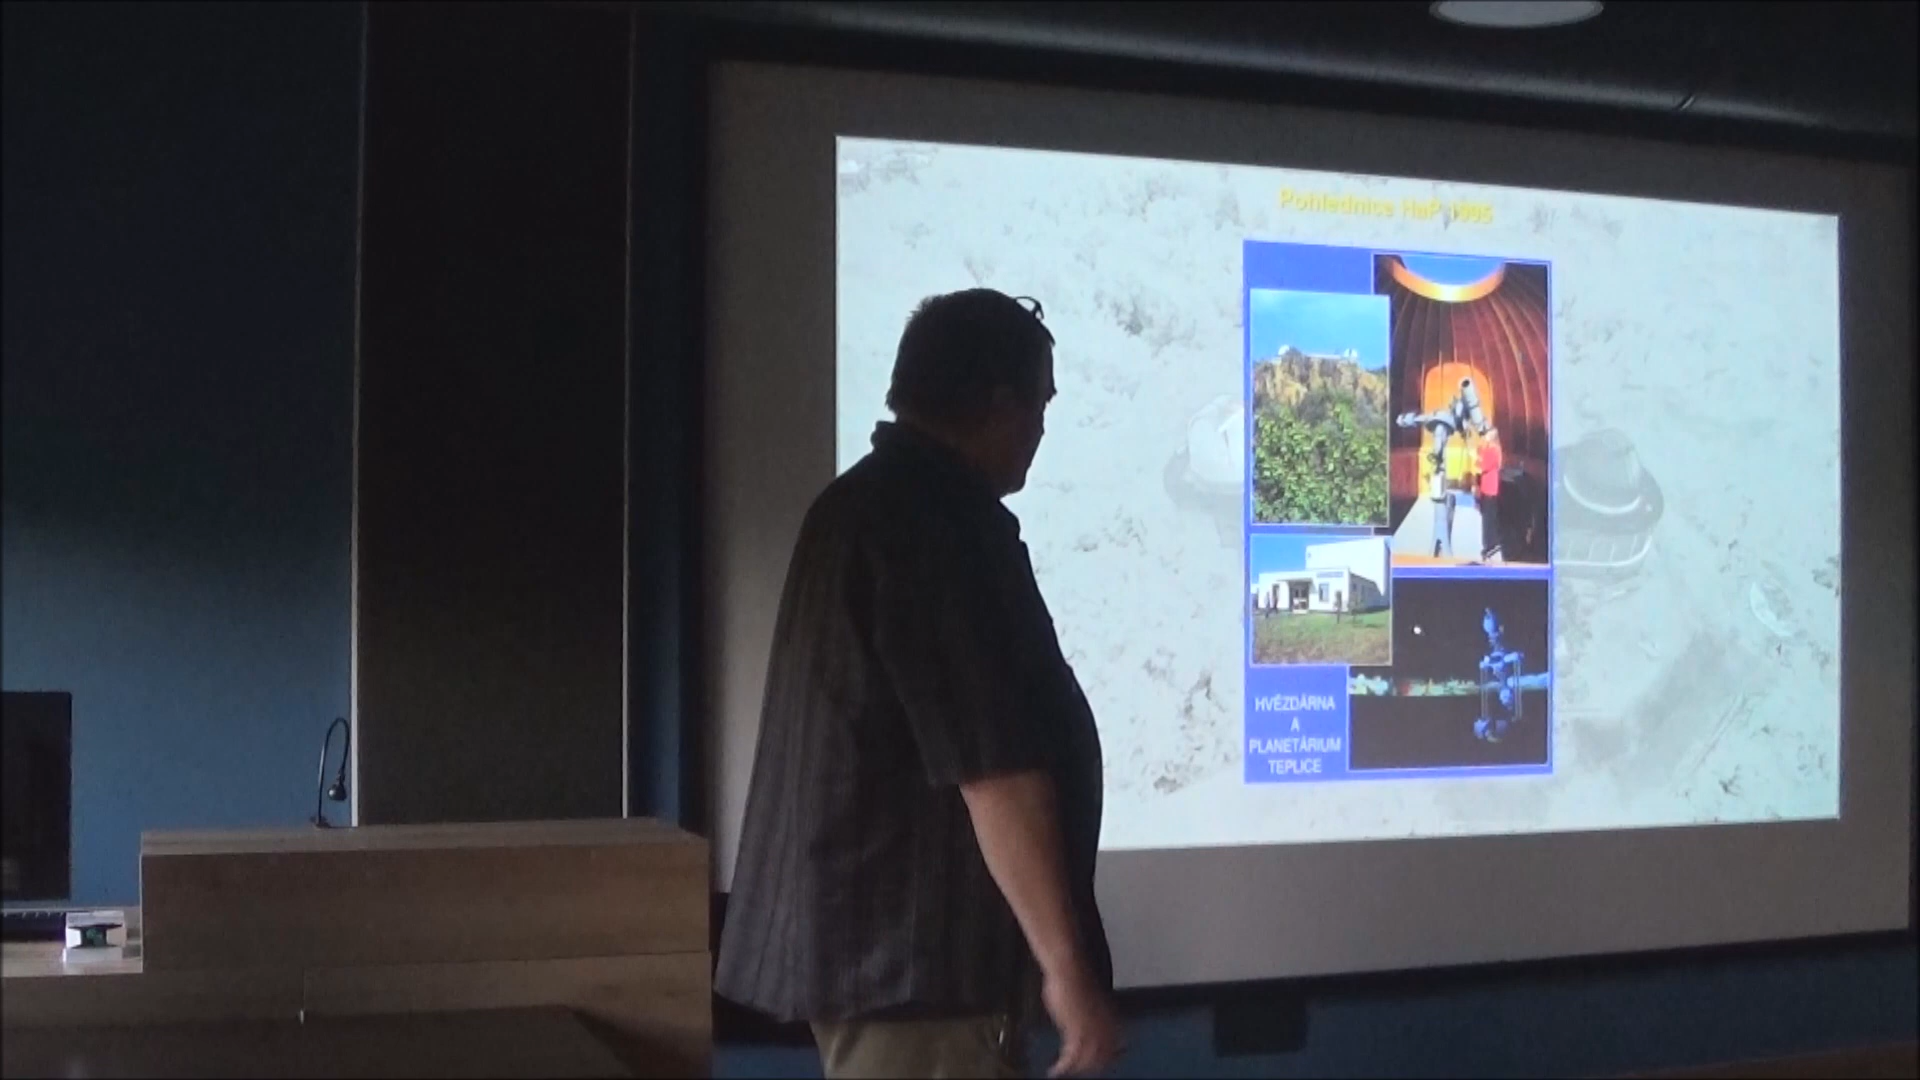 Pohlednice HaP 1995
HVĚZDÁRNA
A
PLANETÁRIUM
TEPLICE